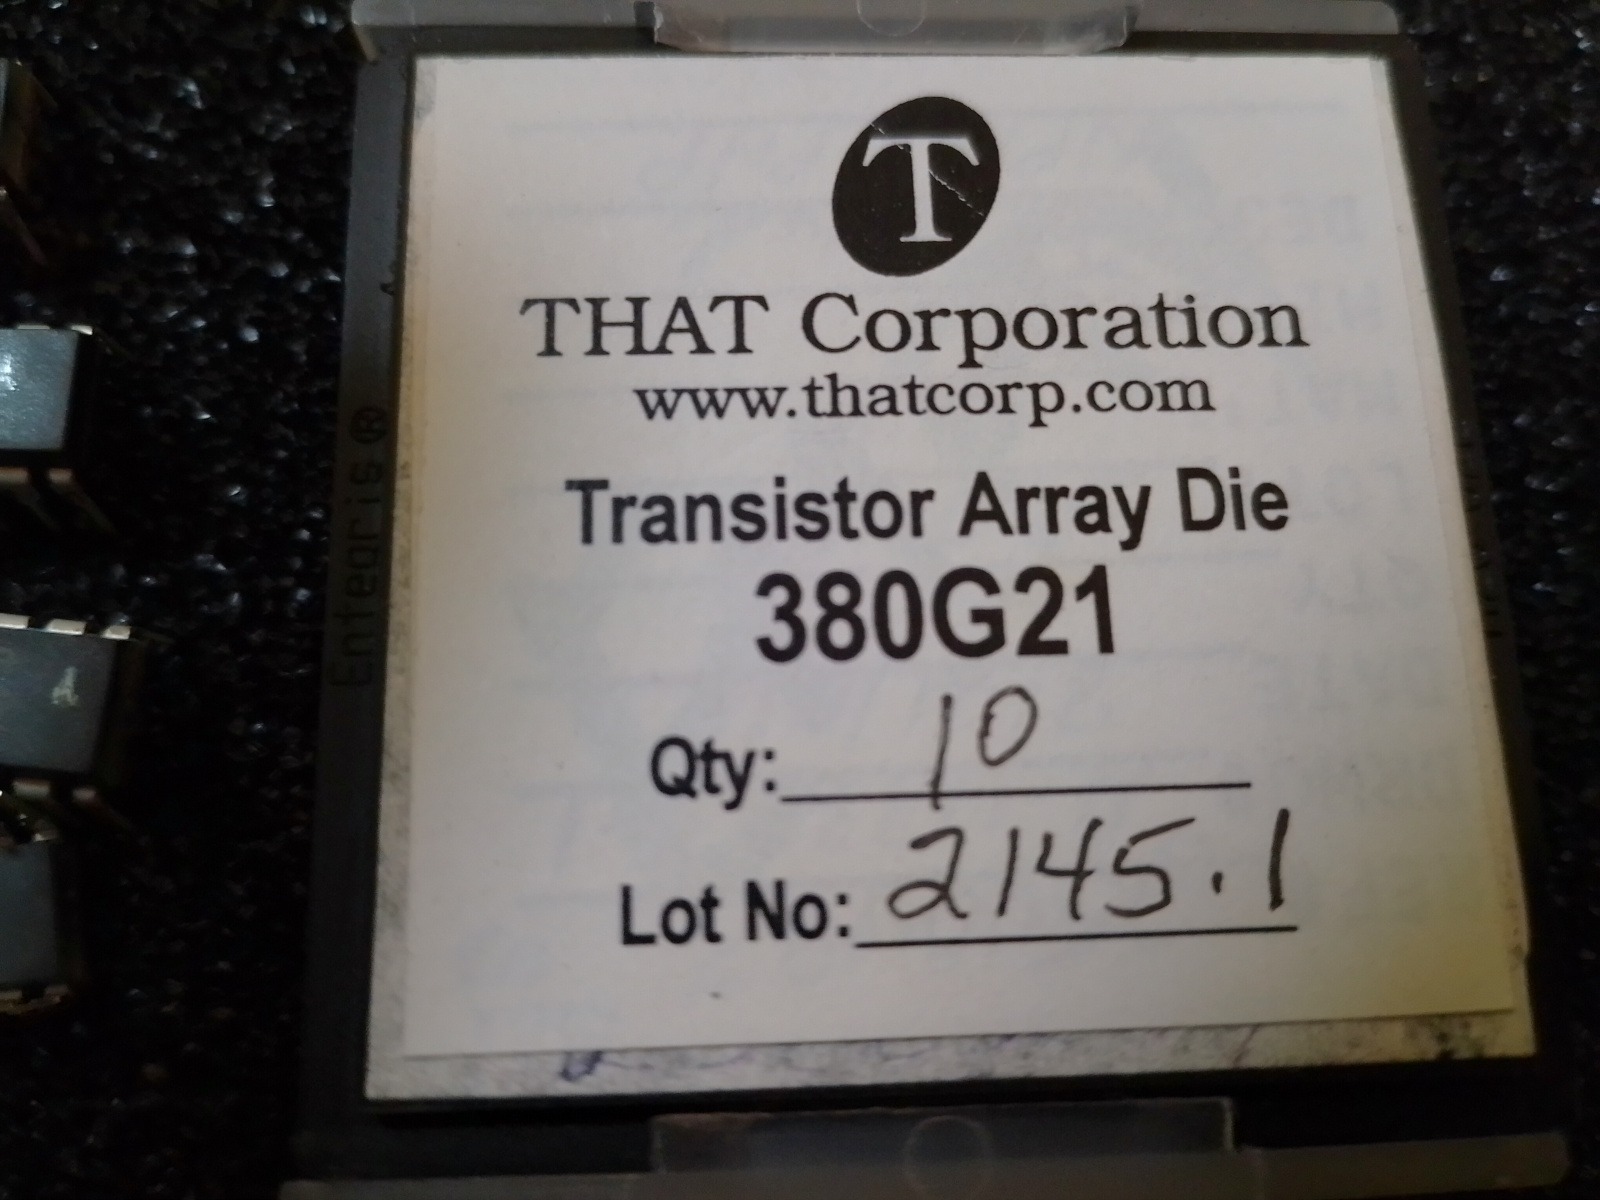 T
THAT Corporation
www.thatcorp.com
Transistor Array Die
380G21
Qty: 10
Lot No: 2145.1
Entegris®